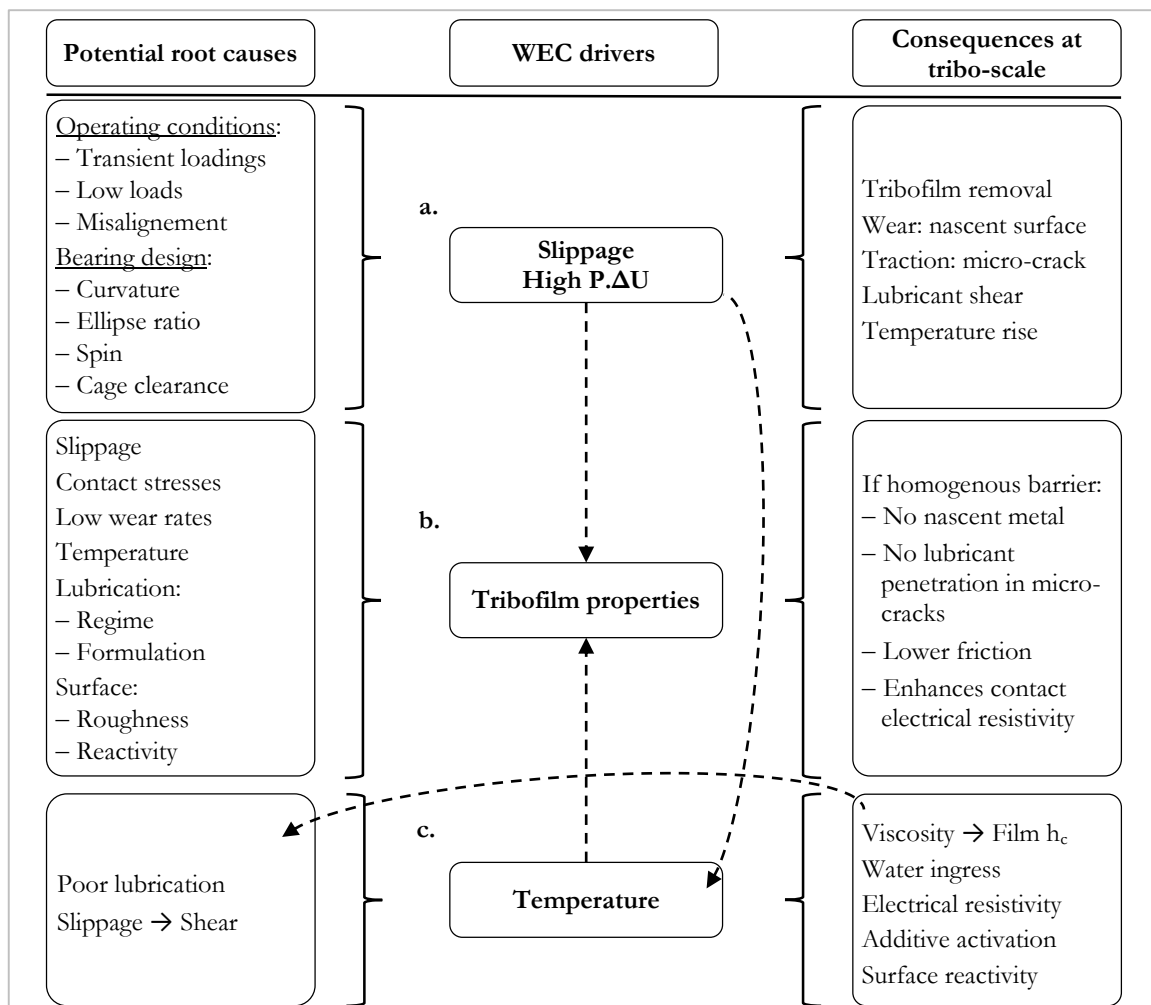 Potential root causes
WEC drivers
Consequences at
tribo-scale
Operating conditions:
– Transient loadings
– Low loads
– Misalignement
Bearing design:
– Curvature
– Ellipse ratio
– Spin
– Cage clearance
a.
Slippage
High P.ΔU
Tribofilm removal
Wear: nascent surface
Traction: micro-crack
Lubricant shear
Temperature rise
Slippage
Contact stresses
Low wear rates
Temperature
Lubrication:
– Regime
– Formulation
Surface:
– Roughness
– Reactivity
b.
Tribofilm properties
If homogenous barrier:
– No nascent metal
– No lubricant
penetration in micro-
cracks
– Lower friction
– Enhances contact
electrical resistivity
Poor lubrication
Slippage → Shear
c.
Temperature
Viscosity → Film hc
Water ingress
Electrical resistivity
Additive activation
Surface reactivity